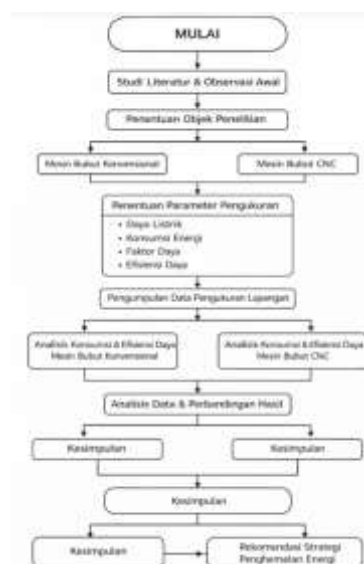 MULAI
Studi Literatur & Observasi Awal
Penentuan Objek Penelitian
Mesin Bubut Konvensional
Mesin Bubut CNC
Penentuan Parameter Pengukuran
• Daya Listrik
• Konsumsi Energi
• Faktor Daya
• Efisiensi Daya
Pengumpulan Data Pengukuran Lapangan
Analisis Konsumsi & Efisiensi Daya
Mesin Bubut Konvensional
Analisis Konsumsi & Efisiensi Daya
Mesin Bubut CNC
Analisis Data & Perbandingan Hasil
Kesimpulan
Kesimpulan
Kesimpulan
Kesimpulan
Rekomendasi Strategi
Penghematan Energi